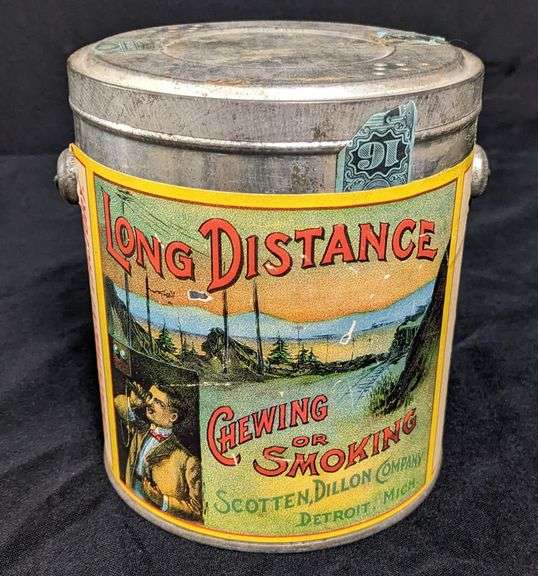 16
LONG DISTANCE
CHEWING
OR
SMOKING
SCOTTEN, DILLON COMPANY
DETROIT, MICH.